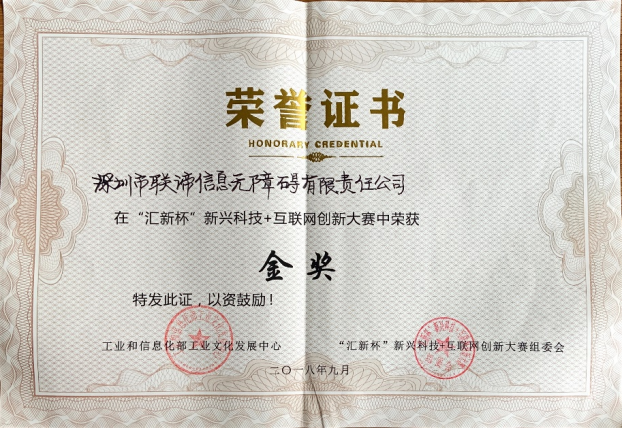 荣誉证书
HONORARY CREDENTIAL
深圳市联谛信息无障碍有限责任公司
在“汇新杯”新兴科技+互联网创新大赛中荣获
金奖
特发此证，以资鼓励！
工业和信息化部工业文化发展中心
“汇新杯”新兴科技+互联网创新大赛组委会
二〇一八年九月